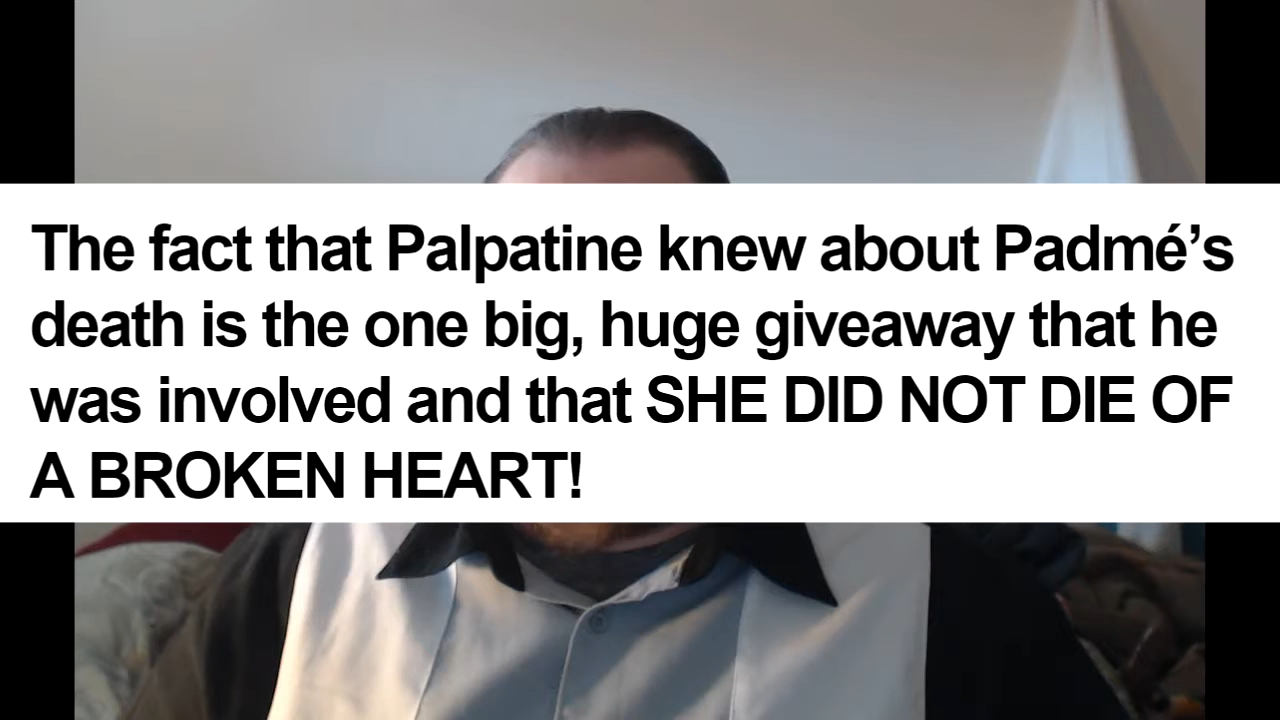 The fact that Palpatine knew about Padmé’s
death is the one big, huge giveaway that he
was involved and that SHE DID NOT DIE OF
A BROKEN HEART!